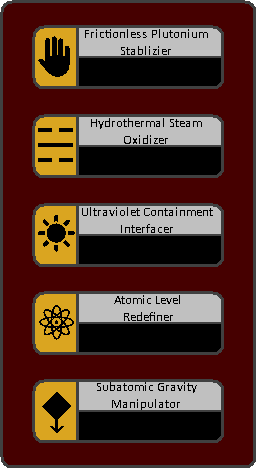 Frictionless Plutonium
Stablizier
Hydrothermal Steam
Oxidizer
Ultraviolet Containment
Interfacer
Atomic Level
Redefiner
Subatomic Gravity
Manipulator